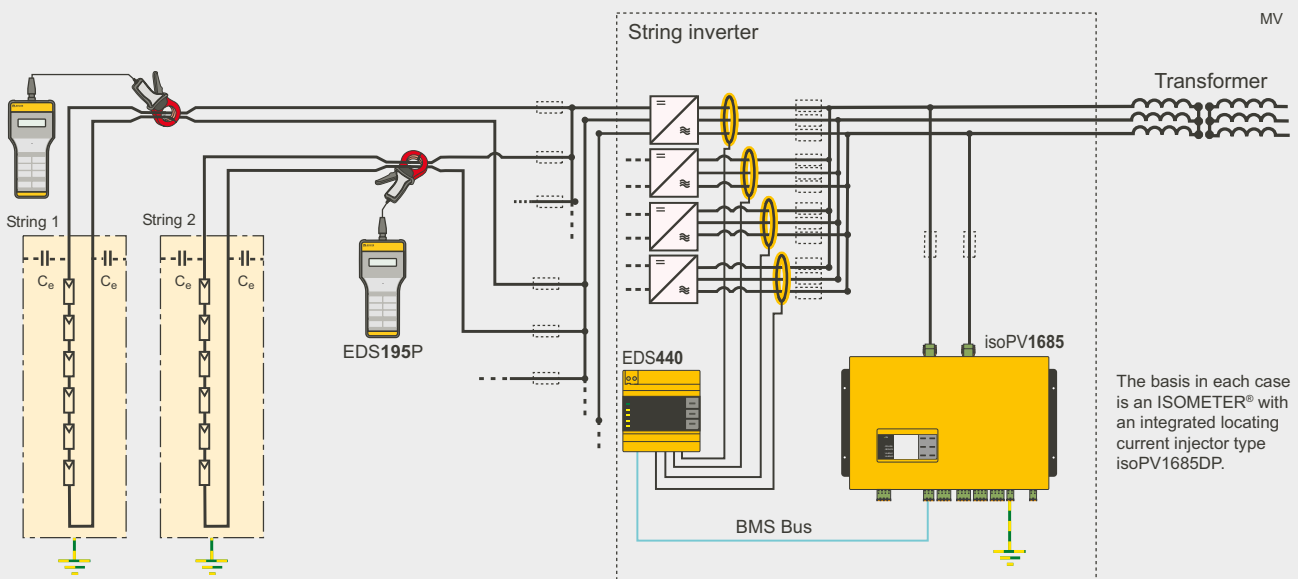 MV
String inverter
Transformer
String 1
String 2
Ce
Ce
Ce
Ce
EDS195P
EDS440
isoPV1685
The basis in each case
is an ISOMETER® with
an integrated locating
current injector type
isoPV1685DP.
BMS Bus